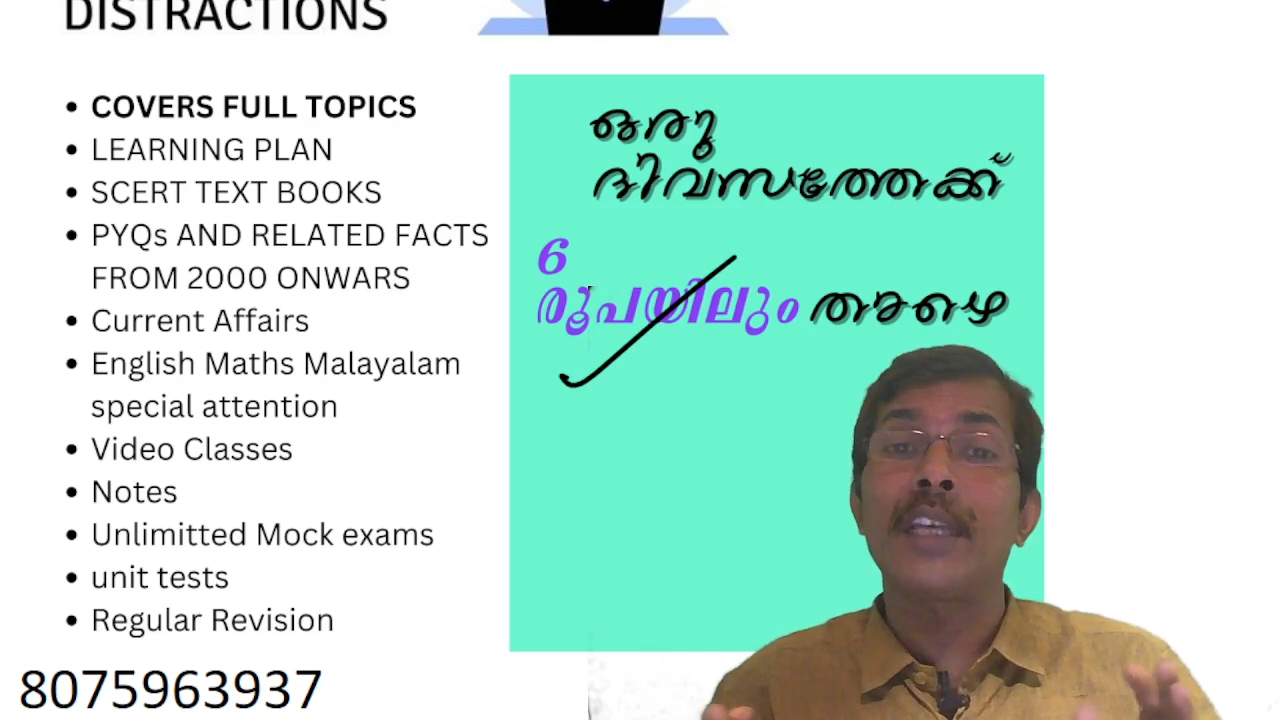 DISTRACTIONS
COVERS FULL TOPICS
LEARNING PLAN
SCERT TEXT BOOKS
PYQs AND RELATED FACTS
FROM 2000 ONWARS
Current Affairs
English Maths Malayalam
special attention
Video Classes
Notes
Unlimitted Mock exams
unit tests
Regular Revision
8075963937
ഒരു
ദിവസത്തേക്ക്
6
രൂപയിലും താഴെ